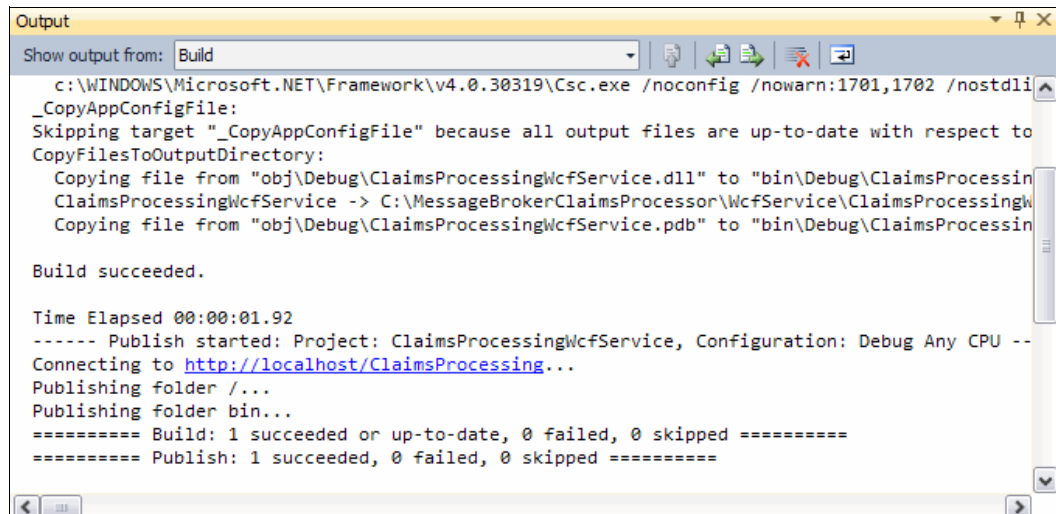 Output
Show output from: Build
c:\WINDOWS\Microsoft.NET\Framework\v4.0.30319\Csc.exe /noconfig /nowarn:1701,1702 /nostdli
_CopyAppConfigFile:
Skipping target "_CopyAppConfigFile" because all output files are up-to-date with respect to
CopyFilesToOutputDirectory:
Copying file from "obj\Debug\ClaimsProcessingWcfService.dll" to "bin\Debug\ClaimsProcessin
ClaimsProcessingWcfService -> C:\MessageBrokerClaimsProcessor\WcfService\ClaimsProcessingW
Copying file from "obj\Debug\ClaimsProcessingWcfService.pdb" to "bin\Debug\ClaimsProcessin
Build succeeded.
Time Elapsed 00:00:01.92
------ Publish started: Project: ClaimsProcessingWcfService, Configuration: Debug Any CPU --
Connecting to http://localhost/ClaimsProcessing...
Publishing folder /...
Publishing folder bin...
========== Build: 1 succeeded or up-to-date, 0 failed, 0 skipped ==========
========== Publish: 1 succeeded, 0 failed, 0 skipped ==========